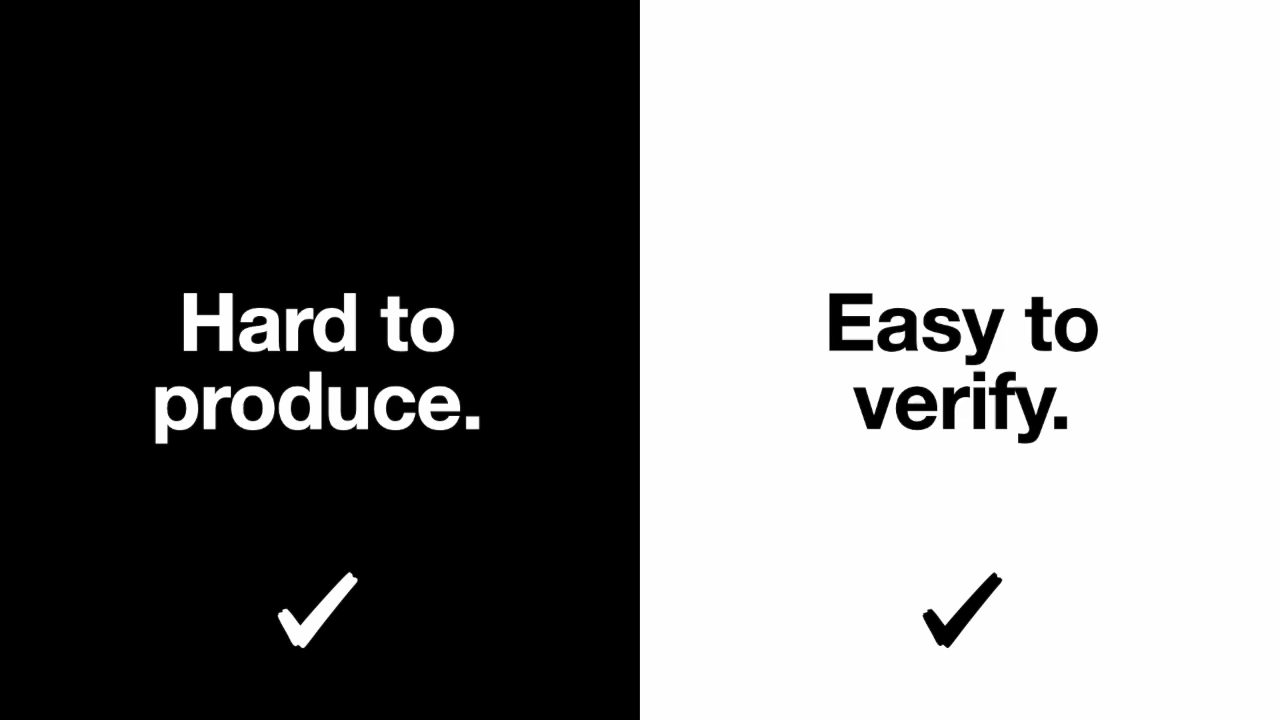 Hard to
produce.
Easy to
verify.